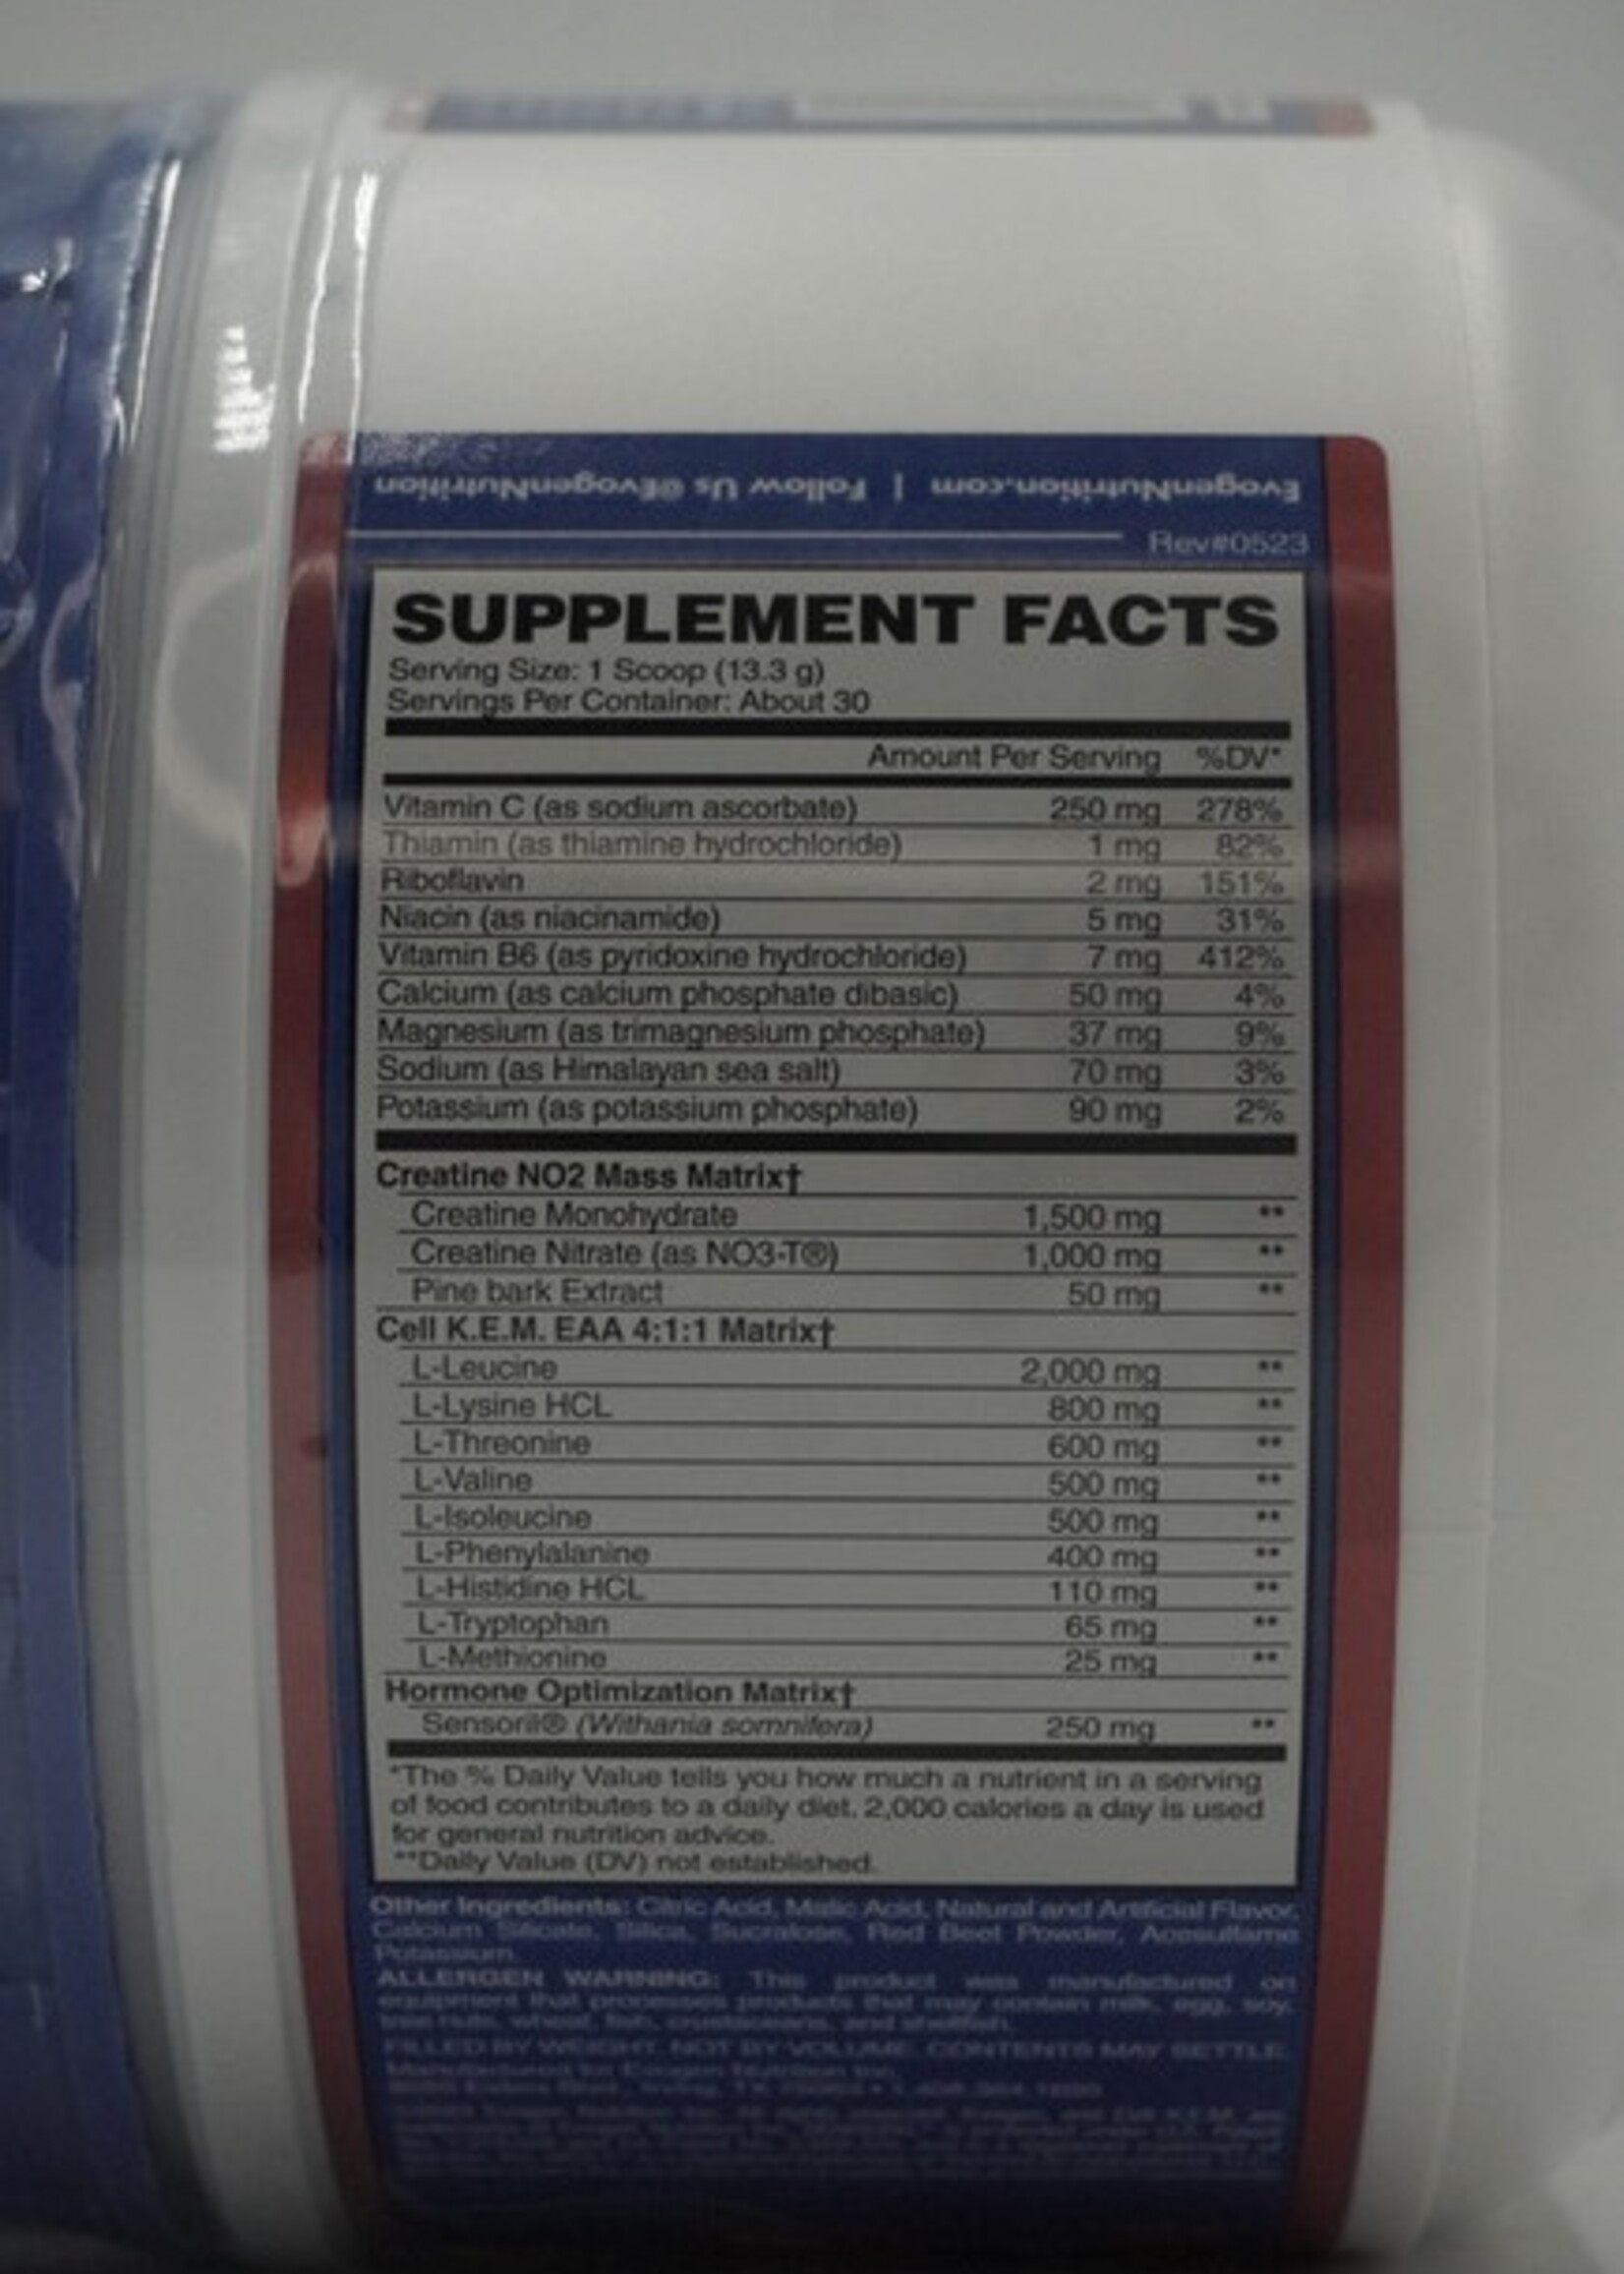 EvogenNutrition.com | Follow Us @EvogenNutrition
Rev#0523
SUPPLEMENT FACTS
Serving Size: 1 Scoop (13.3 g)
Servings Per Container: About 30
Amount Per Serving %DV*
Vitamin C (as sodium ascorbate) 250 mg 278%
Thiamin (as thiamine hydrochloride) 1 mg 82%
Riboflavin 2 mg 151%
Niacin (as niacinamide) 5 mg 31%
Vitamin B6 (as pyridoxine hydrochloride) 7 mg 412%
Calcium (as calcium phosphate dibasic) 50 mg 4%
Magnesium (as trimagnesium phosphate) 37 mg 9%
Sodium (as Himalayan sea salt) 70 mg 3%
Potassium (as potassium phosphate) 90 mg 2%
Creatine NO2 Mass Matrix†
Creatine Monohydrate 1,500 mg **
Creatine Nitrate (as NO3-T®) 1,000 mg **
Pine bark Extract 50 mg **
Cell K.E.M. EAA 4:1:1 Matrix†
L-Leucine 2,000 mg **
L-Lysine HCL 800 mg **
L-Threonine 600 mg **
L-Valine 500 mg **
L-Isoleucine 500 mg **
L-Phenylalanine 400 mg **
L-Histidine HCL 110 mg **
L-Tryptophan 65 mg **
L-Methionine 25 mg **
Hormone Optimization Matrix†
Sensoril® (Withania somnifera) 250 mg **
*The % Daily Value tells you how much a nutrient in a serving
of food contributes to a daily diet. 2,000 calories a day is used
for general nutrition advice.
**Daily Value (DV) not established.
Other Ingredients: Citric Acid, Malic Acid, Natural and Artificial Flavor,
Calcium Silicate, Silica, Sucralose, Red Beet Powder, Acesulfame
Potassium.
ALLERGEN WARNING: This product was manufactured on
equipment that processes products that may contain milk, egg, soy,
tree nuts, wheat, fish, crustaceans, and shellfish.
FILLED BY WEIGHT, NOT BY VOLUME. CONTENTS MAY SETTLE.
Manufactured for Evogen Nutrition Inc.